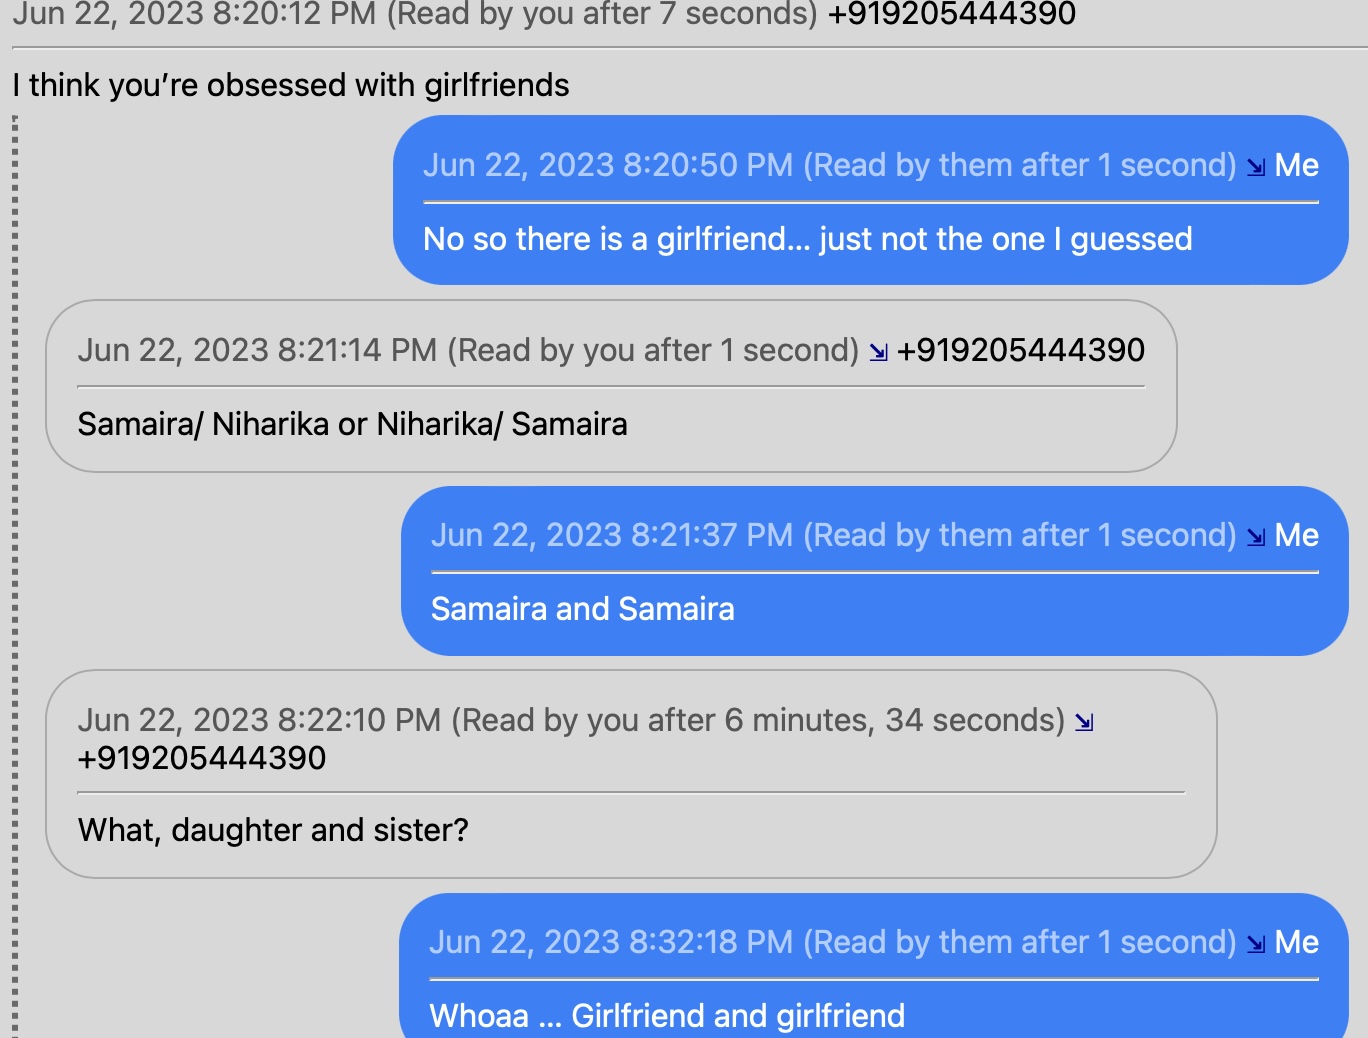 Jun 22, 2023 8:20:12 PM (Read by you after 7 seconds) +919205444390
I think you're obsessed with girlfriends
Jun 22, 2023 8:20:50 PM (Read by them after 1 second) ⇲ Me
No so there is a girlfriend... just not the one I guessed
Jun 22, 2023 8:21:14 PM (Read by you after 1 second) ⇲ +919205444390
Samaira/ Niharika or Niharika/ Samaira
Jun 22, 2023 8:21:37 PM (Read by them after 1 second) ⇲ Me
Samaira and Samaira
Jun 22, 2023 8:22:10 PM (Read by you after 6 minutes, 34 seconds) ⇲
+919205444390
What, daughter and sister?
Jun 22, 2023 8:32:18 PM (Read by them after 1 second) ⇲ Me
Whoaa ... Girlfriend and girlfriend